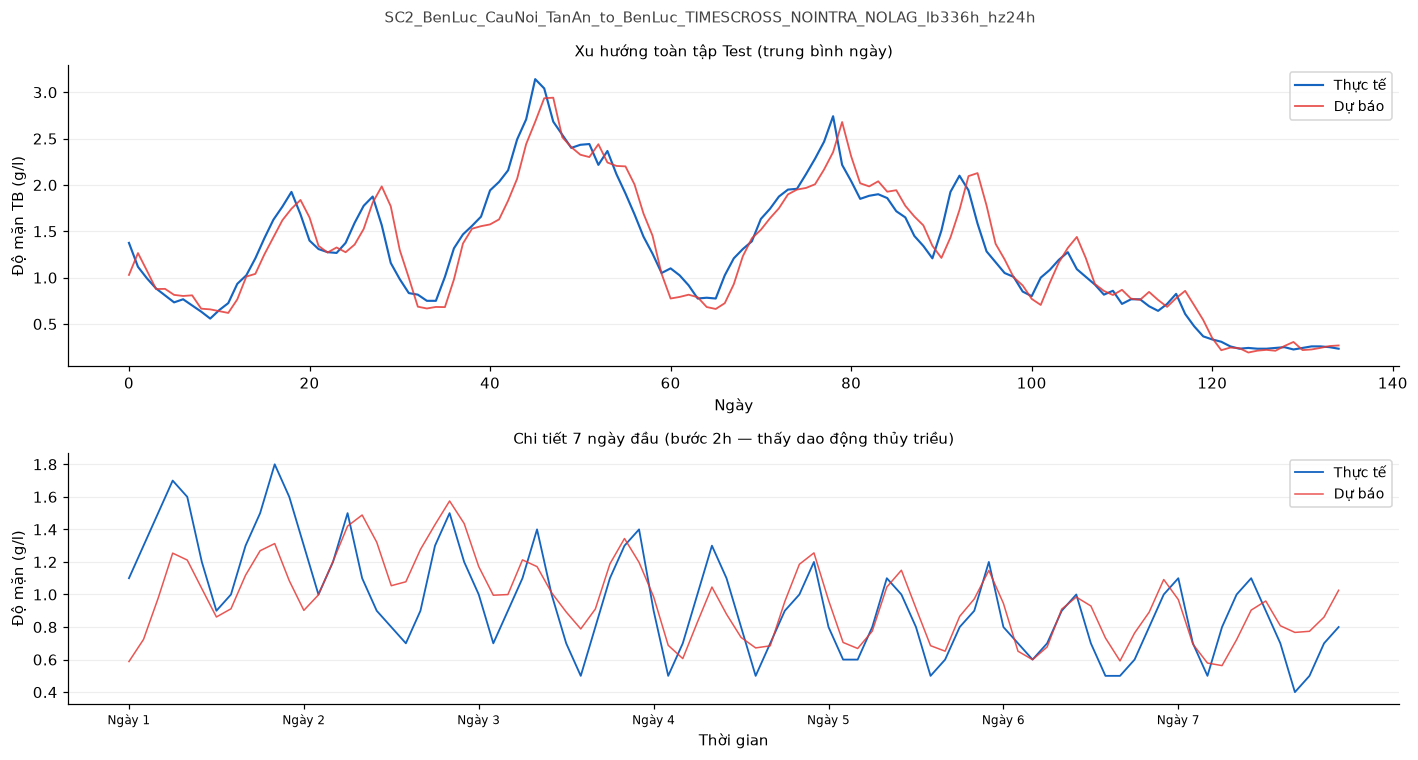 SC2_BenLuc_CauNoi_TanAn_to_BenLuc_TIMESCROSS_NOINTRA_NOLAG_lb336h_hz24h
Xu hướng toàn tập Test (trung bình ngày)
Thực tế
Dự báo
Độ mặn TB (g/l)
3.0
2.5
2.0
1.5
1.0
0.5
0 20 40 60 80 100 120 140
Ngày
Chi tiết 7 ngày đầu (bước 2h — thấy dao động thủy triều)
Thực tế
Dự báo
Độ mặn (g/l)
1.8
1.6
1.4
1.2
1.0
0.8
0.6
0.4
Ngày 1 Ngày 2 Ngày 3 Ngày 4 Ngày 5 Ngày 6 Ngày 7
Thời gian